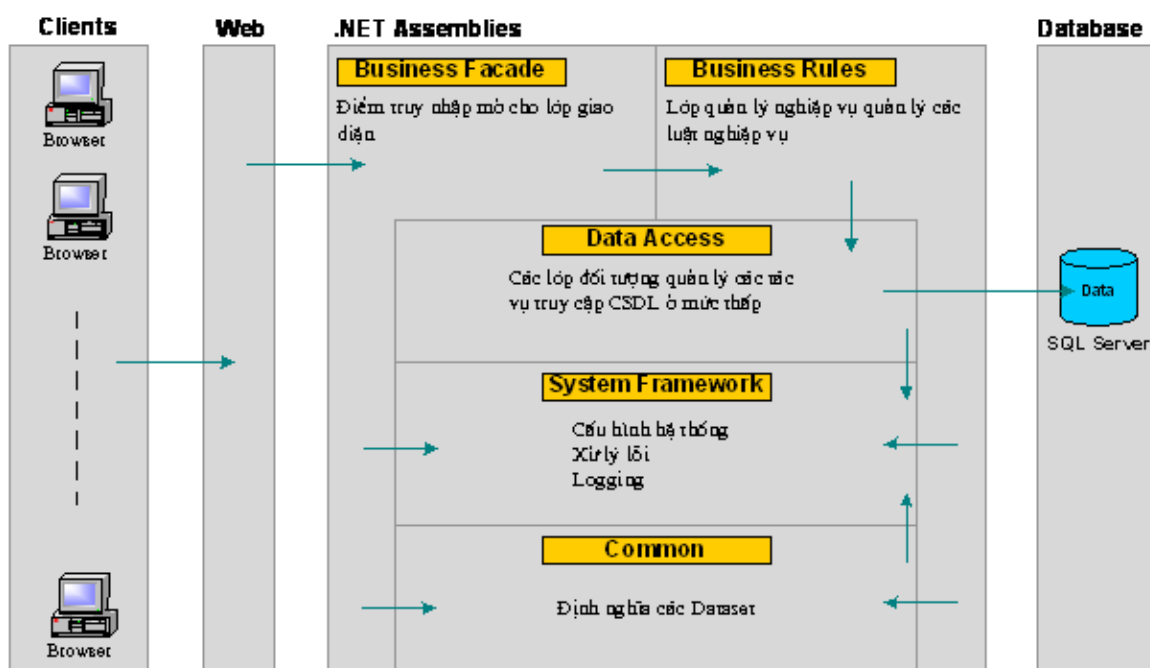 Clients
Web
.NET Assemblies
Database
Business Facade
Điểm truy nhập mở cho lớp giao
diện
Business Rules
Lớp quản lý nghiệp vụ quản lý các
luật nghiệp vụ
Browser
Browser
Data Access
Các lớp đối tượng quản lý các tác
vụ truy cập CSDL ở mức thấp
Data
SQL Server
System Framework
Cấu hình hệ thống
Xử lý lỗi
Logging
Common
Định nghĩa các Dataset
Browser